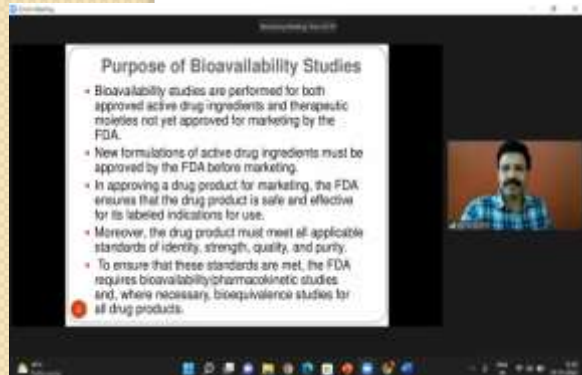 Purpose of Bioavailability Studies
Bioavailability studies are performed for both
approved active drug ingredients and therapeutic
moieties not yet approved for marketing by the
FDA.
New formulations of active drug ingredients must be
approved by the FDA before marketing.
In approving a drug product for marketing, the FDA
ensures that the drug product is safe and effective
for its labeled indications for use.
Moreover, the drug product must meet all applicable
standards of identity, strength, quality, and purity.
To ensure that these standards are met, the FDA
requires bioavailability/pharmacokinetic studies
and, where necessary, bioequivalence studies for
all drug products.